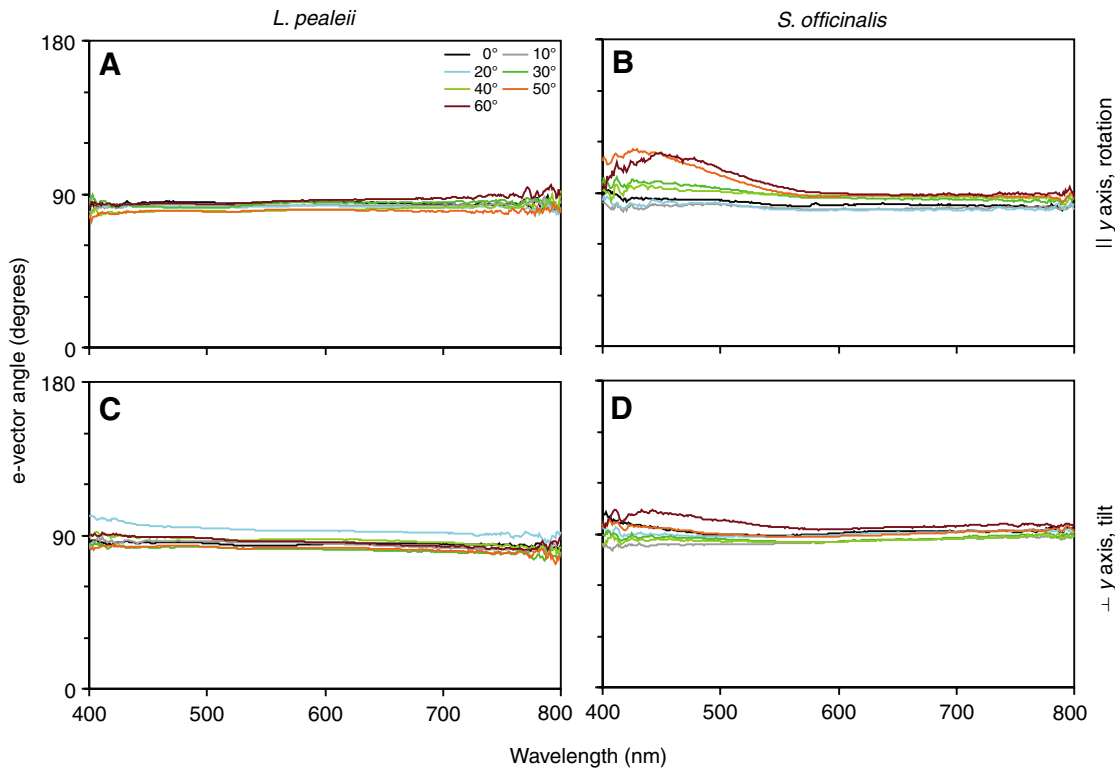 L. pealeii
S. officinalis
180
90
0
A
0° 10°
20° 30°
40° 50°
60°
B
|| y axis, rotation
e-vector angle (degrees)
180
90
0
400 500 600 700 800
C
D
400 500 600 700 800
⊥ y axis, tilt
Wavelength (nm)